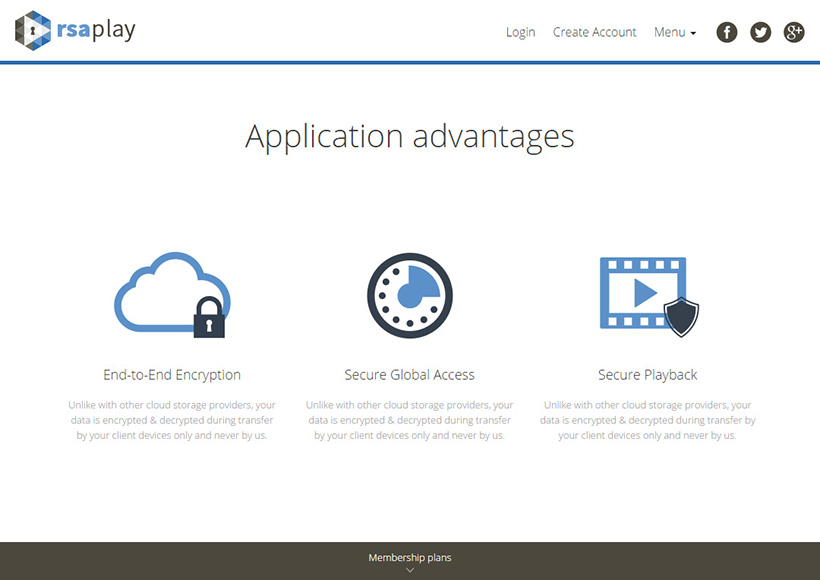 rsaplay
Login Create Account Menu
Application advantages
End-to-End Encryption
Unlike with other cloud storage providers, your
data is encrypted & decrypted during transfer
by your client devices only and never by us.
Secure Global Access
Unlike with other cloud storage providers, your
data is encrypted & decrypted during transfer
by your client devices only and never by us.
Secure Playback
Unlike with other cloud storage providers, your
data is encrypted & decrypted during transfer
your client devices only and never by us.
Membership plans